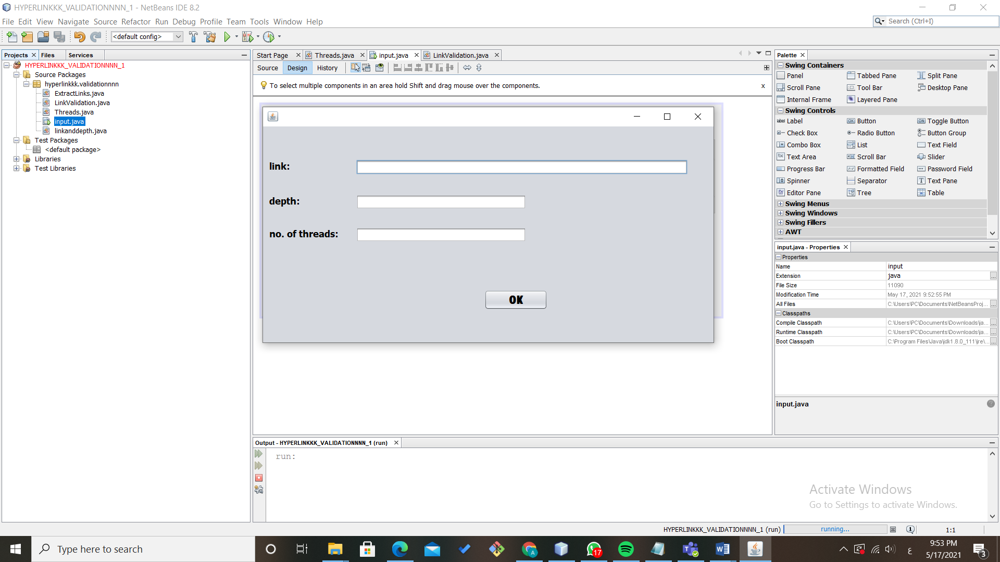 HYPERLINKKK_VALIDATIONNNN_1 - NetBeans IDE 8.2
File Edit View Navigate Source Refactor Run Debug Profile Team Tools Window Help
Search (Ctrl+I)
<default config>
Projects Files Services
HYPERLINKKK_VALIDATIONNNN_1
Source Packages
hyperlinkkk.validationnnn
ExtractLinks.java
LinkValidation.java
Threads.java
input.java
linkanddepth.java
Test Packages
<default package>
Libraries
Test Libraries
Start Page Threads.java input.java LinkValidation.java
Source Design History
To select multiple components in an area hold Shift and drag mouse over the components.
x
link:
depth:
no. of threads:
OK
Palette
Swing Containers
Panel Tabbed Pane Split Pane
Scroll Pane Tool Bar Desktop Pane
Internal Frame Layered Pane
Swing Controls
Label Button Toggle Button
Check Box Radio Button Button Group
Combo Box List Text Field
Text Area Scroll Bar Slider
Progress Bar Formatted Field Password Field
Spinner Separator Text Pane
Editor Pane Tree Table
Swing Menus
Swing Windows
Swing Fillers
AWT
input.java - Properties
Properties
Name input
Extension java
File Size 11090
Modification Time May 17, 2021 9:52:55 PM
All Files C:\Users\PC\Documents\NetBeansProj...
Classpaths
Compile Classpath C:\Users\PC\Documents\Downloads\ja...
Runtime Classpath C:\Users\PC\Documents\Downloads\ja...
Boot Classpath C:\Program Files\Java\jdk1.8.0_111\jre\...
input.java
Output - HYPERLINKKK_VALIDATIONNNN_1 (run)
run:
Activate Windows
Go to Settings to activate Windows.
HYPERLINKKK_VALIDATIONNNN_1 (run) running... 1 1:1
Type here to search
17
ع
9:53 PM
5/17/2021
3